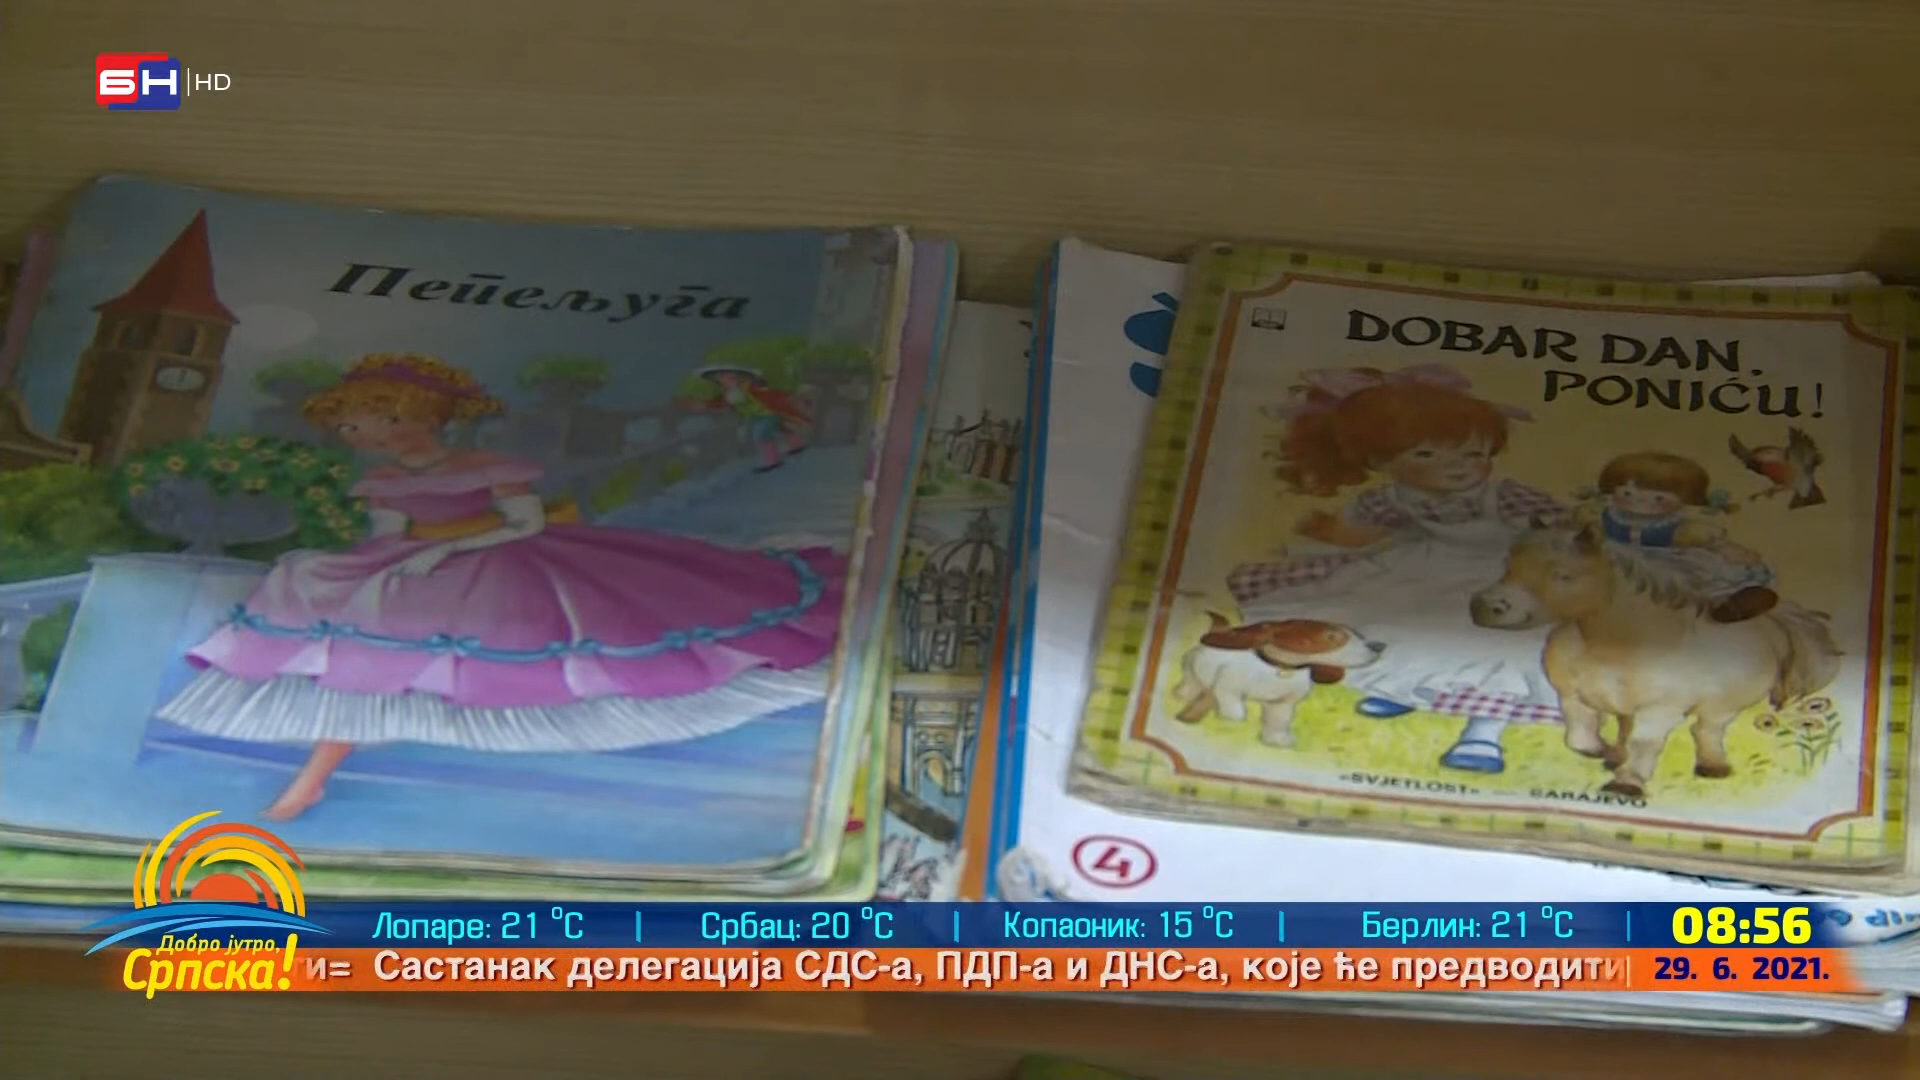 БН HD
Пепељуга
DOBAR DAN,
PONIĆU!
«SVJETLOST» — SARAJEVO
4
Добро јутро,
Српска!
Лопаре: 21 °C | Србац: 20 °C | Копаоник: 15 °C | Берлин: 21 °C | 08:56
ти= Састанак делегација СДС-а, ПДП-а и ДНС-а, које ће предводити 29. 6. 2021.